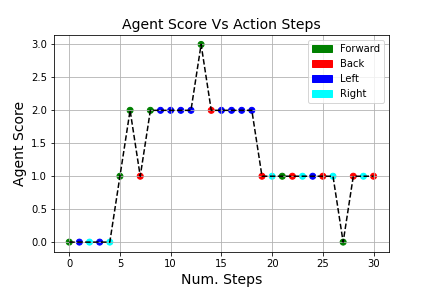 Agent Score Vs Action Steps
3.0
2.5
2.0
1.5
1.0
0.5
0.0
Agent Score
Forward
Back
Left
Right
0 5 10 15 20 25 30
Num. Steps